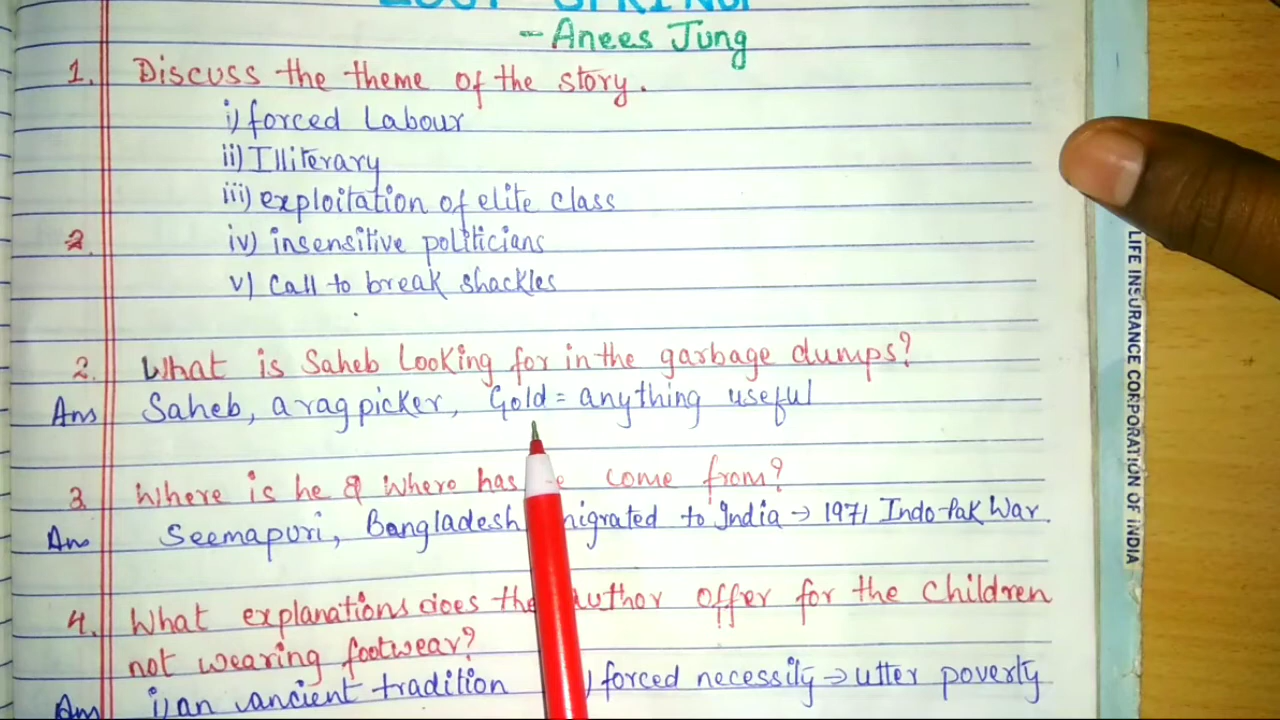 LOST SPRING
- Anees Jung
1. Discuss the theme of the story.
i) forced Labour
ii) Illiterary
iii) exploitation of elite class
2. iv) insensitive politicians
v) Call to break shackles
2. What is Saheb Looking for in the garbage dumps?
Ans Saheb, a rag picker, Gold = anything useful
3 Where is he & Where has come from?
An Seemapuri, Bangladesh migrated to India → 1971 Indo-Pak War.
4. What explanations does the author offer for the children
not wearing footwear?
An i) an ancient tradition ) forced necessity → utter poverty
LIFE INSURANCE CORPORATION OF INDIA